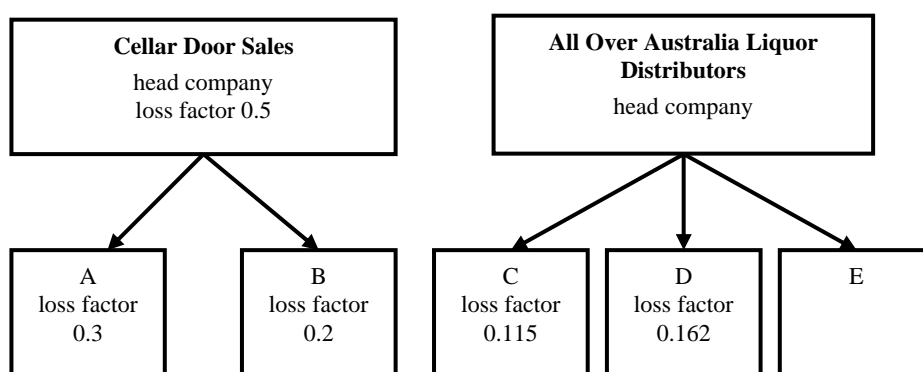 Cellar Door Sales
head company
loss factor 0.5
All Over Australia Liquor
Distributors
head company
A
loss factor
0.3
B
loss factor
0.2
C
loss factor
0.115
D
loss factor
0.162
E